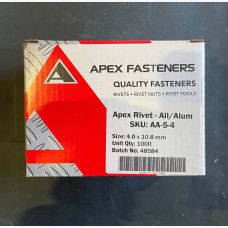 APEX FASTENERS
QUALITY FASTENERS
RIVETS • RIVET NUTS • RIVET TOOLS
Apex Rivet - All/Alum
SKU: AA-5-4
Size: 4.0 x 10.8 mm
Unit Qty: 1000
Batch No: 48584